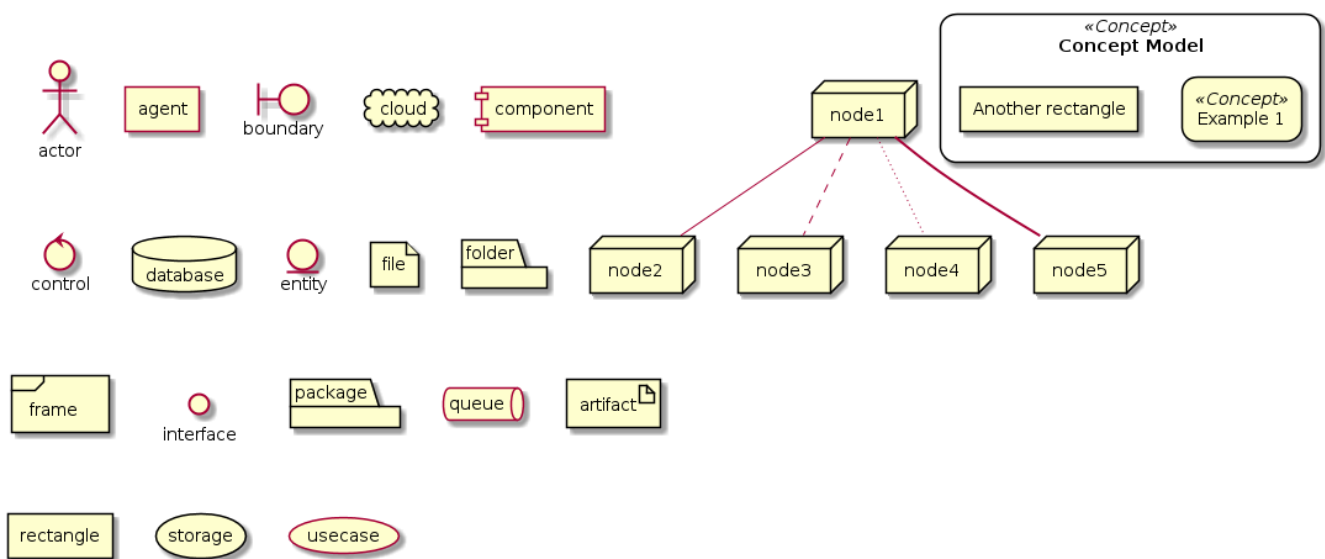 «Concept»
Concept Model
actor
agent
boundary
cloud
component
node1
Another rectangle
«Concept»
Example 1
control
database
entity
file
folder
node2
node3
node4
node5
frame
interface
package
queue
artifact
rectangle
storage
usecase